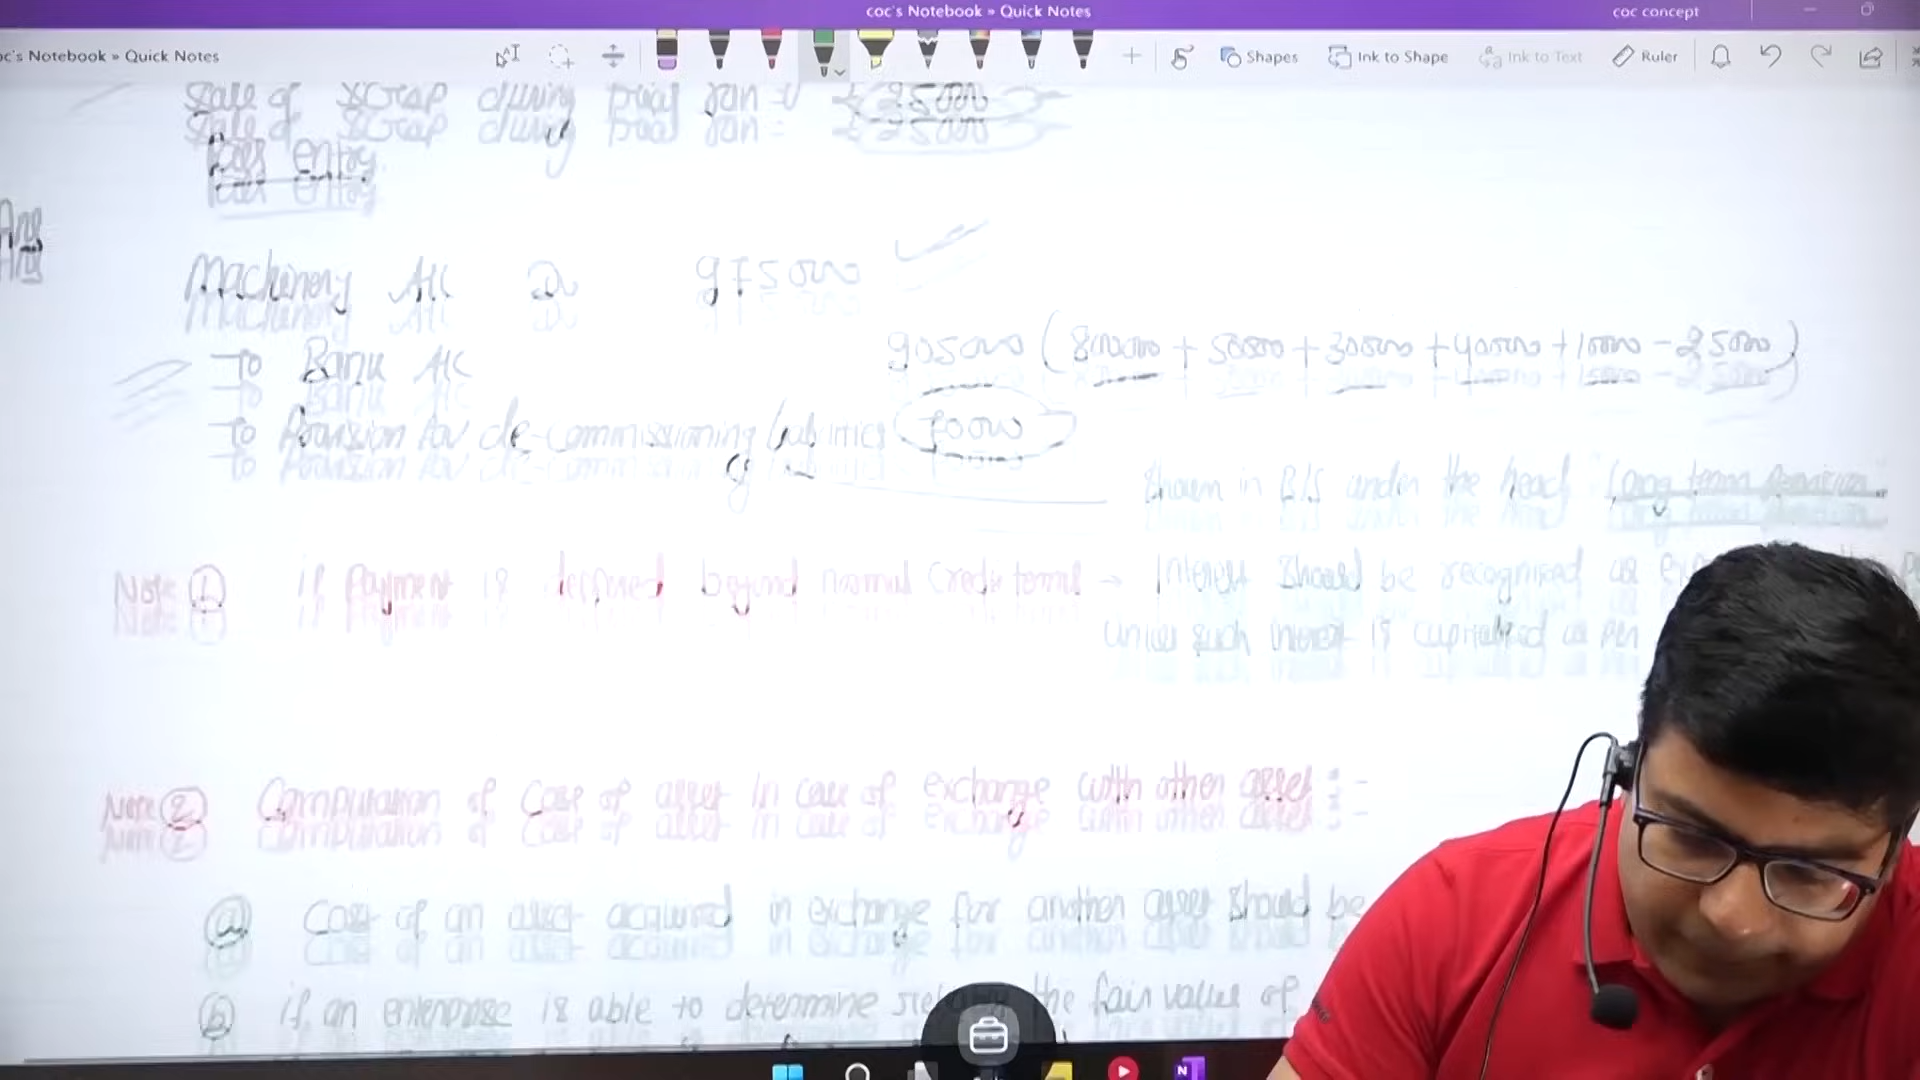 coc's Notebook » Quick Notes
coc concept
oc's Notebook » Quick Notes
Shapes
Ink to Shape
Ink to Text
Ruler
Sale of scrap during trial run = 25000
Pass entry
Ans
Machinery A/c Dr 975000
To Bank A/c 905000 (800000 + 50000 + 30000 + 40000 + 10000 - 25000)
To Provision for de-commissioning liabilities 70000
Shown in B/S under the head "Long term Provision"
Note 1 if Payment is deferred beyond normal Credit terms → Interest should be recognised as
unless such interest is capitalised as per
Note 2 Computation of Cost of asset in case of exchange with other asset :-
a Cost of an asset acquired in exchange for another asset should be
b if an enterprise is able to determine the fair value of